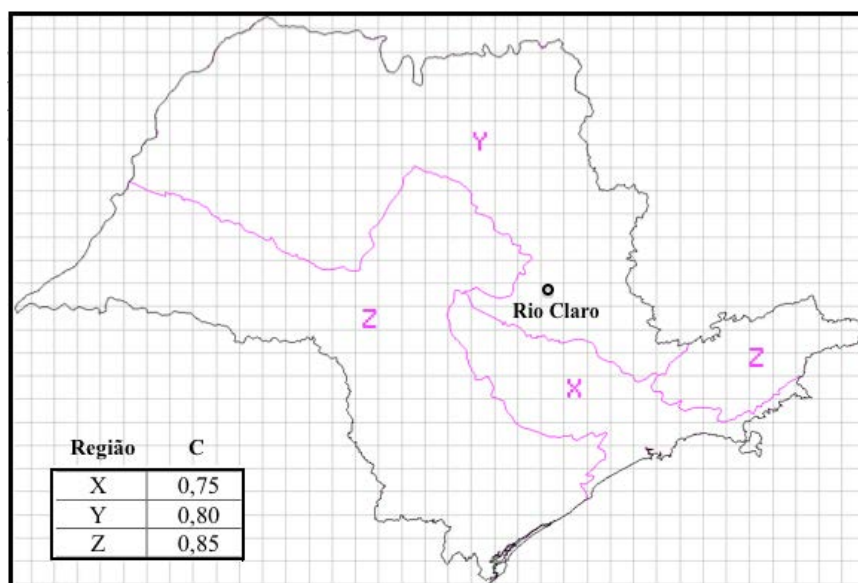 Y
Rio Claro
Z
Z
X
Região C
X 0,75
Y 0,80
Z 0,85